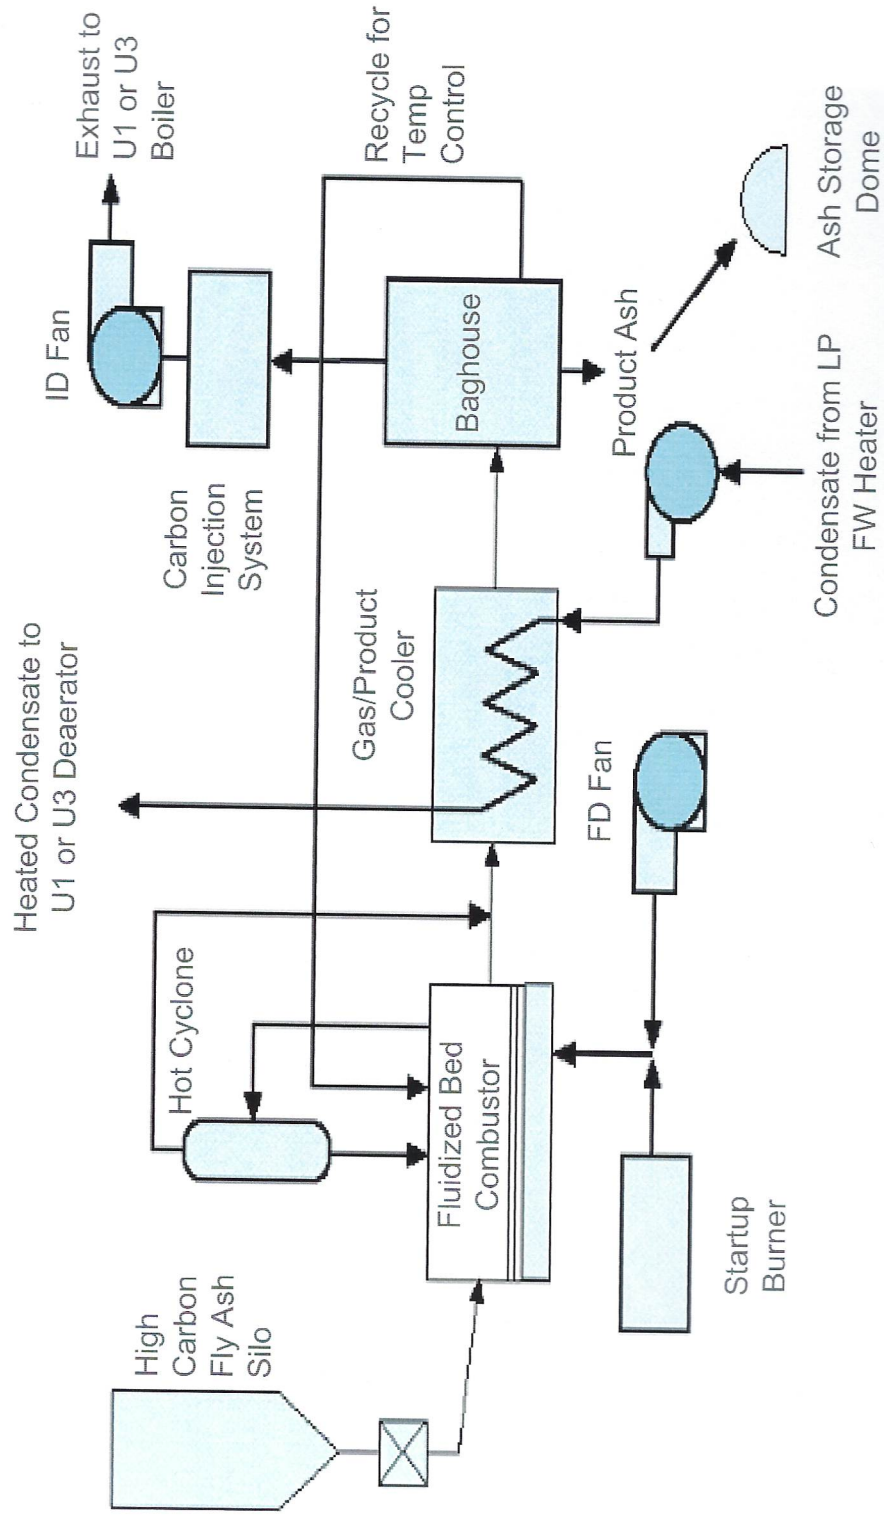 High
Carbon
Fly Ash
Silo
Hot Cyclone
Heated Condensate to
U1 or U3 Deaerator
Carbon
Injection
System
ID Fan
Exhaust to
U1 or U3
Boiler
Gas/Product
Cooler
Recycle for
Temp
Control
Fluidized Bed
Combustor
Baghouse
Startup
Burner
FD Fan
Product Ash
Condensate from LP
FW Heater
Ash Storage
Dome